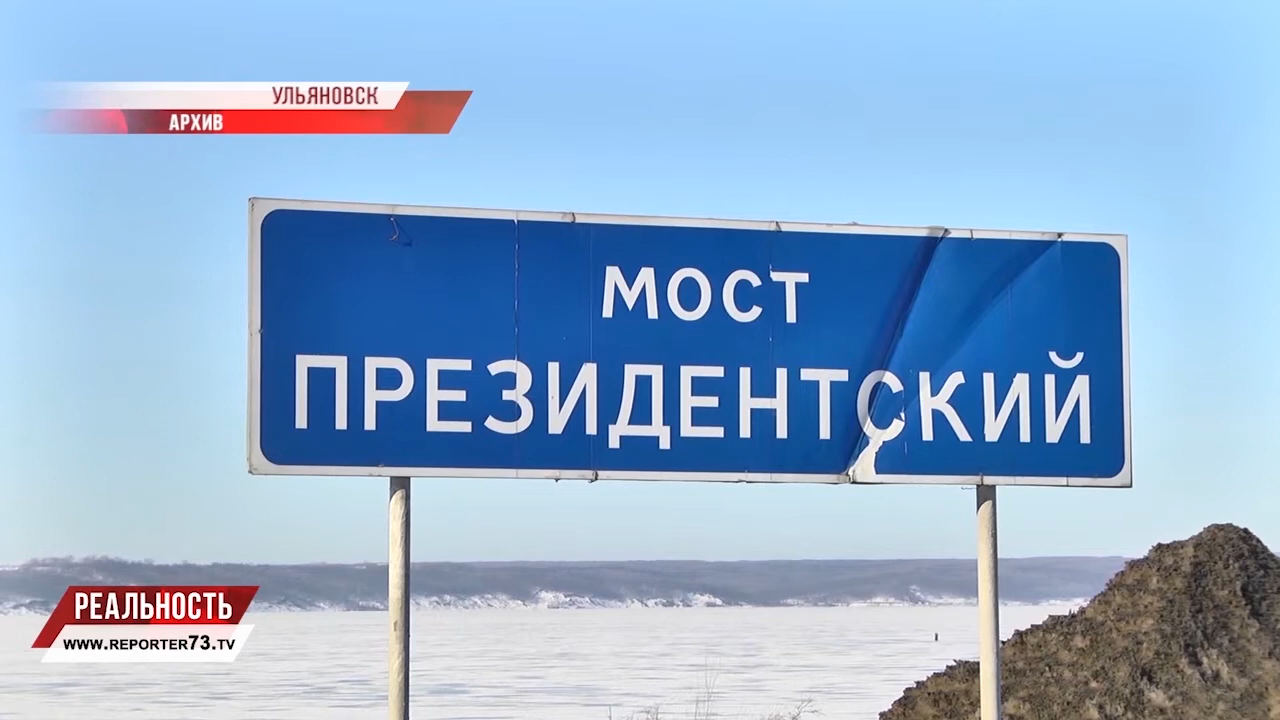 УЛЬЯНОВСК
АРХИВ
МОСТ
ПРЕЗИДЕНТСКИЙ
РЕАЛЬНОСТЬ
WWW.REPORTER73.TV